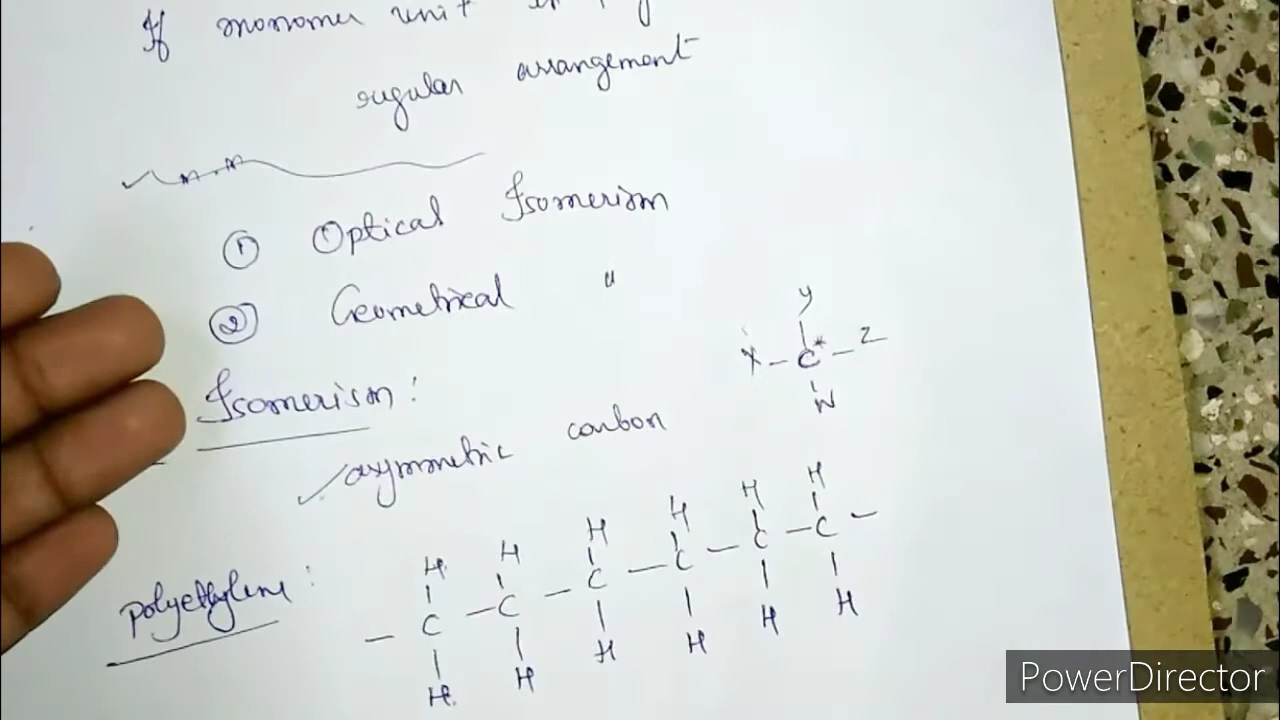 If monomer unit
regular arrangement
① Optical Isomerism
② Geometrical "
y
X - C* - Z
W
Isomerism:
asymmetric carbon
H H H H H H
polyethylene: - C - C - C - C - C - C -
H H H H H H
PowerDirector